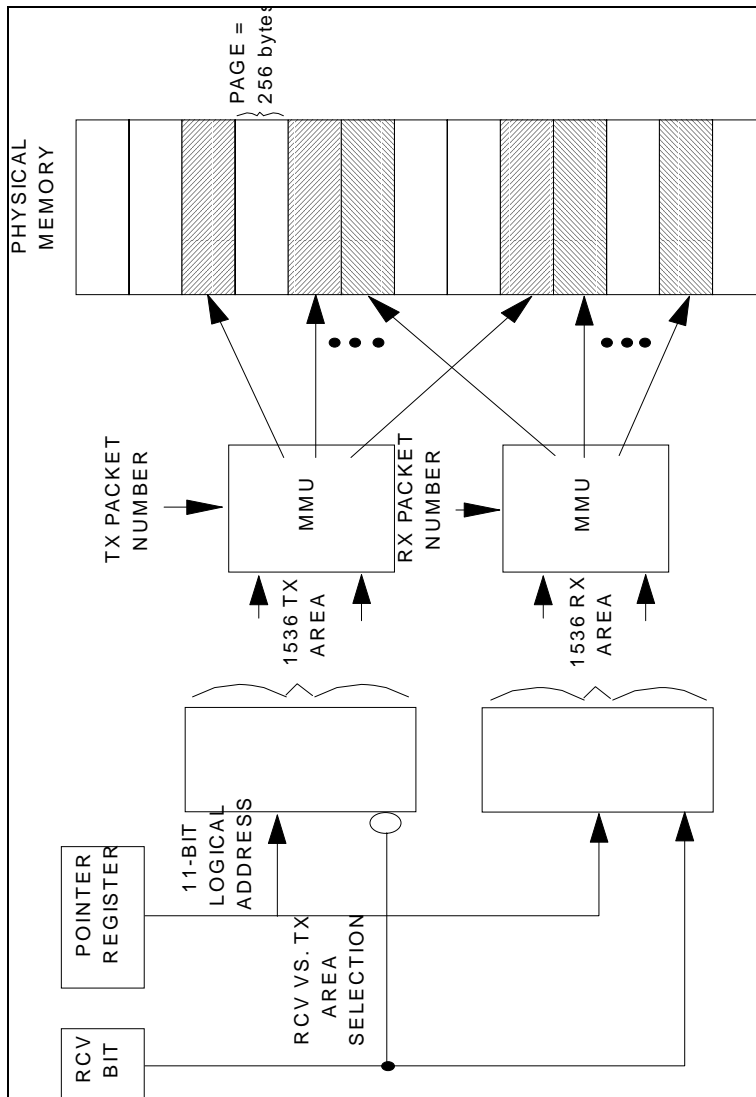 PAGE =
256 bytes
PHYSICAL
MEMORY
TX PACKET
NUMBER
MMU
RX PACKET
NUMBER
MMU
1536 TX
AREA
1536 RX
AREA
11-BIT
LOGICAL
ADDRESS
POINTER
REGISTER
RCV VS. TX
AREA
SELECTION
RCV
BIT